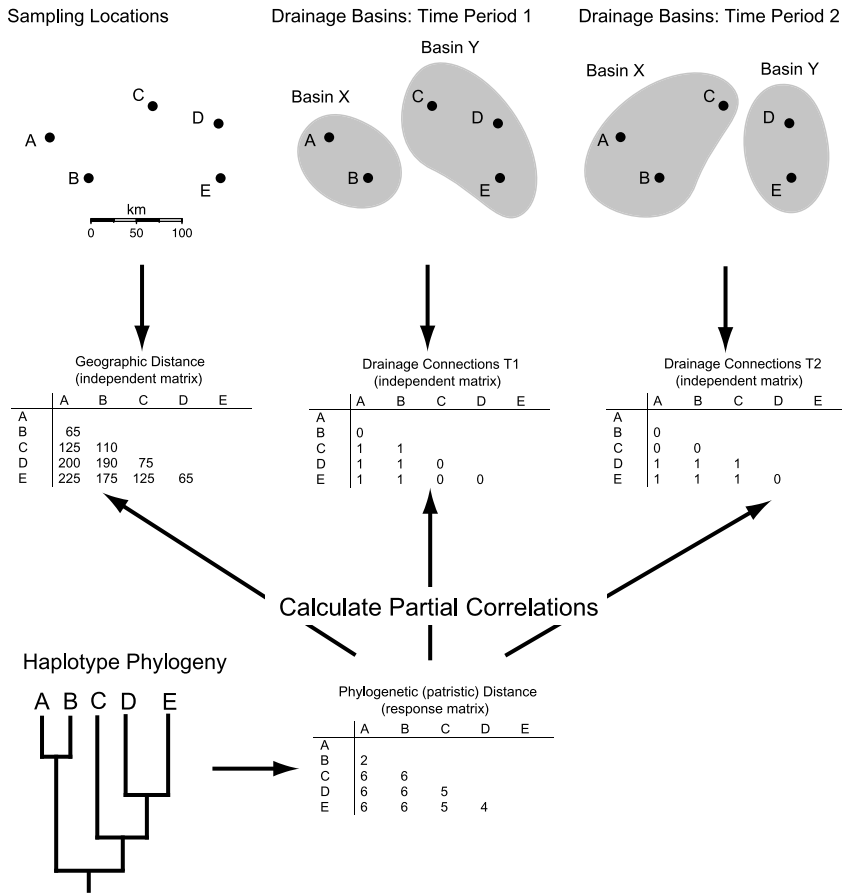 Sampling Locations
Drainage Basins: Time Period 1
Drainage Basins: Time Period 2
A
B
C
D
E
km
0 50 100
Basin X
Basin Y
A
B
C
D
E
Basin X
Basin Y
A
B
C
D
E
Geographic Distance
(independent matrix)
A B C D E
A
B 65
C 125 110
D 200 190 75
E 225 175 125 65
Drainage Connections T1
(independent matrix)
A B C D E
A
B 0
C 1 1
D 1 1 0
E 1 1 0 0
Drainage Connections T2
(independent matrix)
A B C D E
A
B 0
C 0 0
D 1 1 1
E 1 1 1 0
Calculate Partial Correlations
Haplotype Phylogeny
A B C D E
Phylogenetic (patristic) Distance
(response matrix)
A B C D E
A
B 2
C 6 6
D 6 6 5
E 6 6 5 4